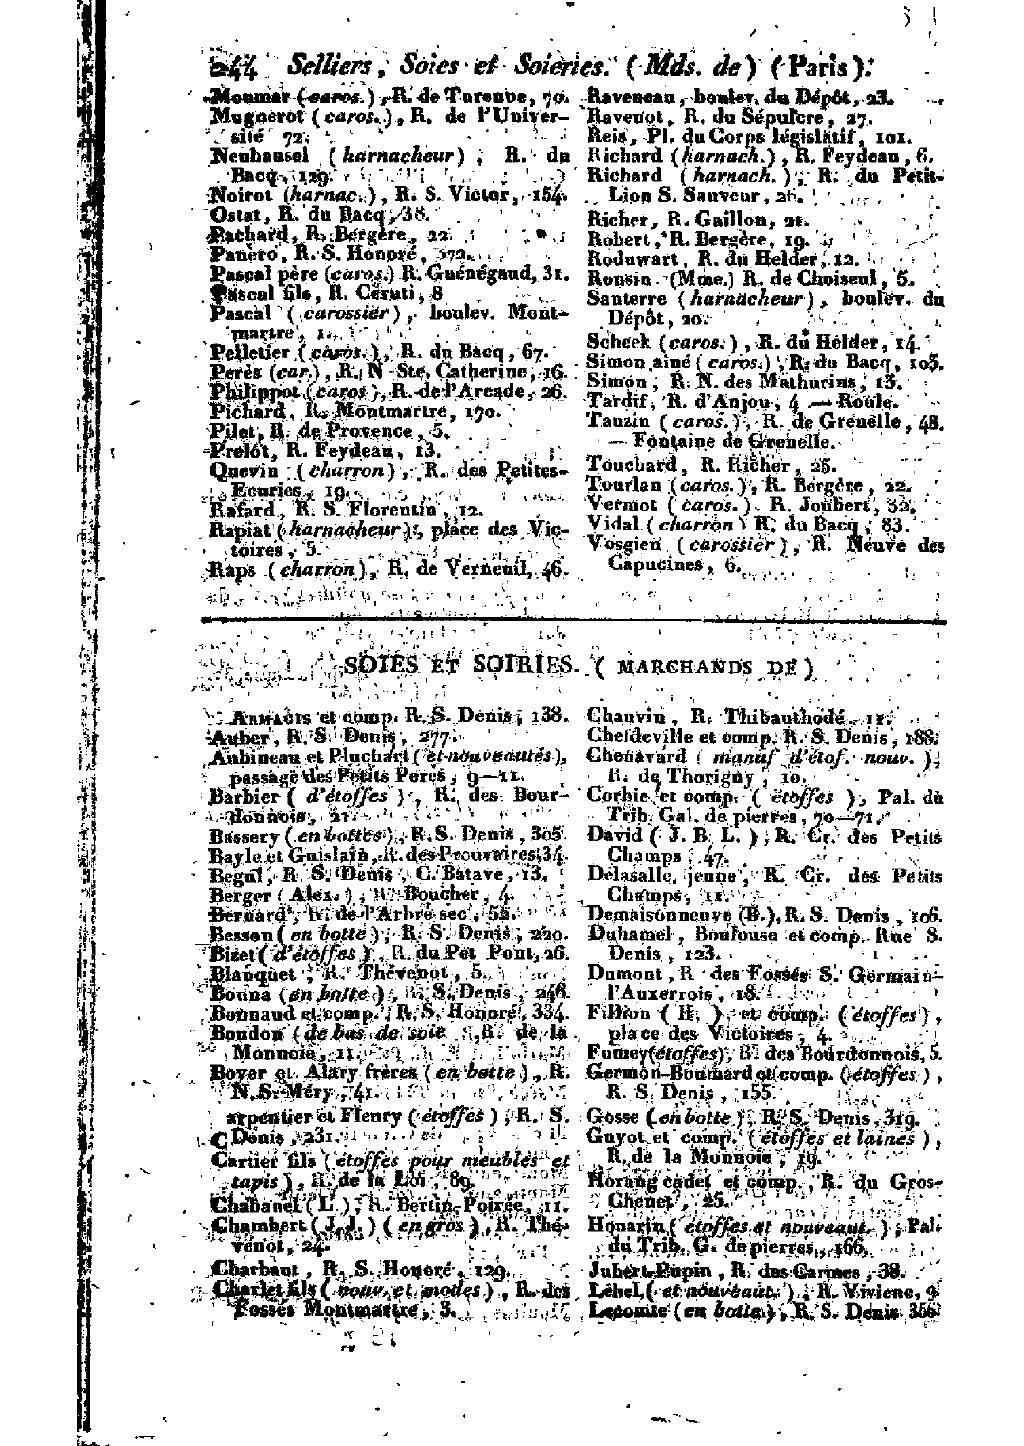 244 Selliers, Soies et Soieries. (Mds. de) (Paris).
Moumar (caros.), R. de Turenne, 70.
Mugnerot (caros.), R. de l'Univer-
sité 72.
Neuhausel (harnacheur), R. du
Bacq, 129.
Noirot (harnac.), R. S. Victor, 154.
Ostat, R. du Bacq, 38.
Pachard, R. Bergère, 22.
Panéro, R. S. Honoré, 372.
Pascal père (caros.) R. Guénégaud, 31.
Pascal fils, R. Céruti, 8
Pascal (carossier), boulev. Mont-
martre, 1.
Pelletier (caros.), R. du Bacq, 67.
Perès (car.), R. N Ste. Catherine, 16.
Philippot (caros), R. de l'Arcade, 26.
Pichard, R. Montmartre, 170.
Pilet, R. de Provence, 5.
Prelot, R. Feydeau, 13.
Quevin (charron), R. des Petites-
Ecuries, 19.
Rafard, R. S. Florentin, 12.
Rapiat (harnacheur), place des Vic-
toires, 5.
Raps (charron), R. de Verneuil, 46.
Raveneau, boulev. du Dépôt, 23.
Ravenot, R. du Sépulcre, 27.
Reis, Pl. du Corps législatif, 101.
Richard (harnach.), R. Feydeau, 6.
Richard (harnach.), R. du Petit-
Lion S. Sauveur, 26.
Richer, R. Gaillon, 21.
Robert, R. Bergère, 19.
Roduwart, R. du Helder, 12.
Ronsin (Mme.) R. de Choiseul, 5.
Santerre (harnacheur), boulev. du
Dépôt, 20.
Scheek (caros.), R. du Helder, 14.
Simon aîné (caros.), R. du Bacq, 103.
Simon, R. N. des Mathurins, 13.
Tardif, R. d'Anjou, 4 — Roule.
Tauzin (caros.), R. de Grenelle, 48.
— Fontaine de Grenelle.
Touchard, R. Richer, 25.
Tourlan (caros.), R. Bergère, 22.
Vermot (caros.) R. Joubert, 32.
Vidal (charron) R. du Bacq, 83.
Vosgien (carossier), R. Neuve des
Capucines, 6.
SOIES ET SOIRIES. (MARCHANDS DE)
ARMAGIS et comp. R. S. Denis, 138.
Auber, R. S. Denis, 277.
Aubineau et Pluchart (et nouveautés),
passage des Petits Peres, 9—11.
Barbier (d'étoffes), R. des Bour-
donnois, 21.
Bassery (en bottes), R. S. Denis, 305
Bayle et Guislain, R. des Prouvaires, 34.
Begul, R. S. Denis, C. Batave, 13.
Berger (Alex.), R. Boucher, 4.
Bernard, R. de l'Arbre sec, 52.
Besson (en botte), R. S. Denis, 220.
Bizet (d'étoffes), R. du Pet Pont, 26.
Blanquet, R. Thévenot, 5.
Bouna (en botte), R. S. Denis, 248.
Bonnaud et comp., R. S. Honoré, 334.
Boudon (de bas de soie, R. de la
Monnoie, 11.
Boyer et Alary frères (en botte), R.
N. S. Méry, 41.
arpentier et Fleury (étoffes), R. S.
C Denis, 231.
Cartier fils (étoffes pour meubles et
tapis), R. de la Loi, 89.
Chabanel (L.), R. Bertin-Poirée, 11.
Chambert (J. J.) (en gros), R. Thé-
venot, 24.
Charbaut, R. S. Honoré, 129.
Charlet fils (nouv. et modes), R. des
Fossés Montmartre, 3.
Chauvin, R. Thibauthodé, 11.
Cheldeville et comp. R. S. Denis, 188.
Chenavard (manuf d'étof. nouv.),
R. de Thorigny, 10.
Corbie et comp. (étoffes), Pal. du
Trib. Gal. de pierres, 70—71.
David (J. B. L.), R. Cr. des Petits
Champs, 47.
Delasalle jeune, R. Cr. des Petits
Champs, 11.
Demaisonneuve (B.), R. S. Denis, 106.
Duhamel, Boufouse et comp. Rue S.
Denis, 123.
Dumont, R des Fossés S. Germain-
l'Auxerrois, 18.
Fillion (H.), et comp. (étoffes),
place des Victoires, 4.
Fumey (étoffes), R. des Bourdonnois, 5.
Germon-Bouhard et comp. (étoffes),
R. S. Denis, 155.
Gosse (en botte), R. S. Denis, 319.
Guyot et comp. (étoffes et laines),
R. de la Monnoie, 19.
Horang cadet et comp., R. du Gros-
Chenet, 25.
Honarin (étoffes et nouveaut.), Pal.
du Trib. G. de pierres, 166.
Jubert-Pupin, R. des Carmes, 38.
Lehel, (et nouveaut.) R. Viviene, 9
Lecomte (en botte), R. S. Denis 356